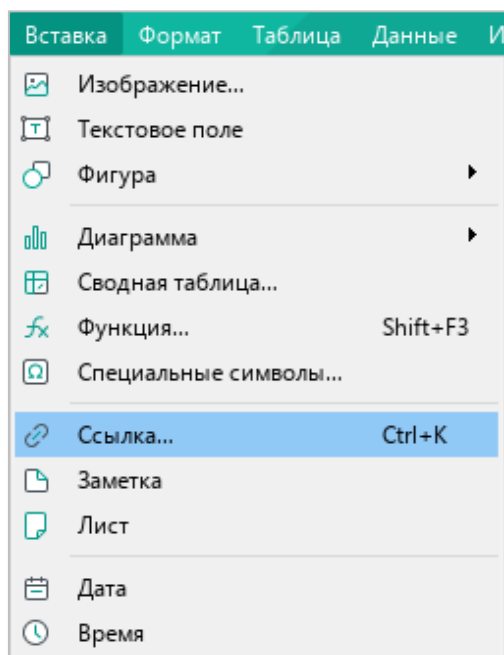 Вставка Формат Таблица Данные И
Изображение...
Текстовое поле
Фигура
Диаграмма
Сводная таблица...
Функция... Shift+F3
Специальные символы...
Ссылка... Ctrl+K
Заметка
Лист
Дата
Время